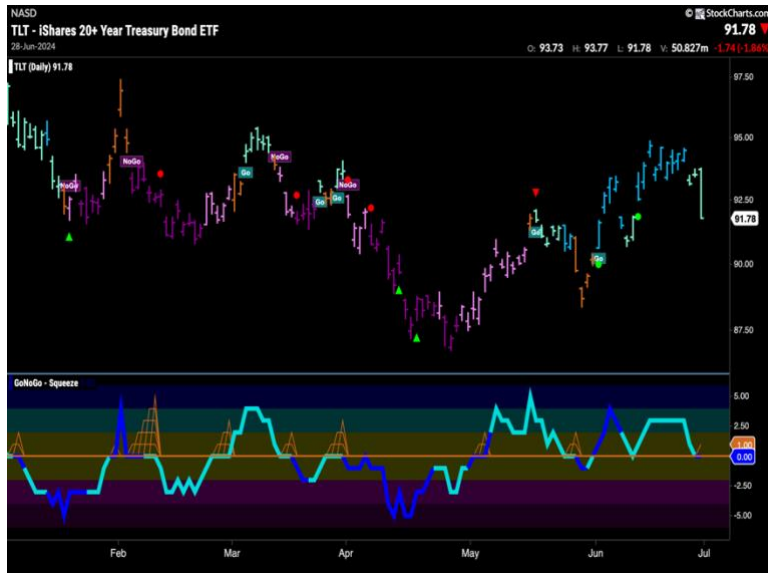 NASD
© StockCharts.com
TLT - iShares 20+ Year Treasury Bond ETF
91.78
28-Jun-2024
O: 93.73 H: 93.77 L: 91.78 V: 50.827m -1.74 (-1.86%)
TLT (Daily) 91.78
97.50
95.00
NoGo
NoGo
NoGo
Go
NoGo
Go
Go
92.50
91.78
Go
Go
90.00
87.50
GoNoGo - Squeeze
5.00
2.50
1.00
0.00
-2.50
-5.00
Feb
Mar
Apr
May
Jun
Jul